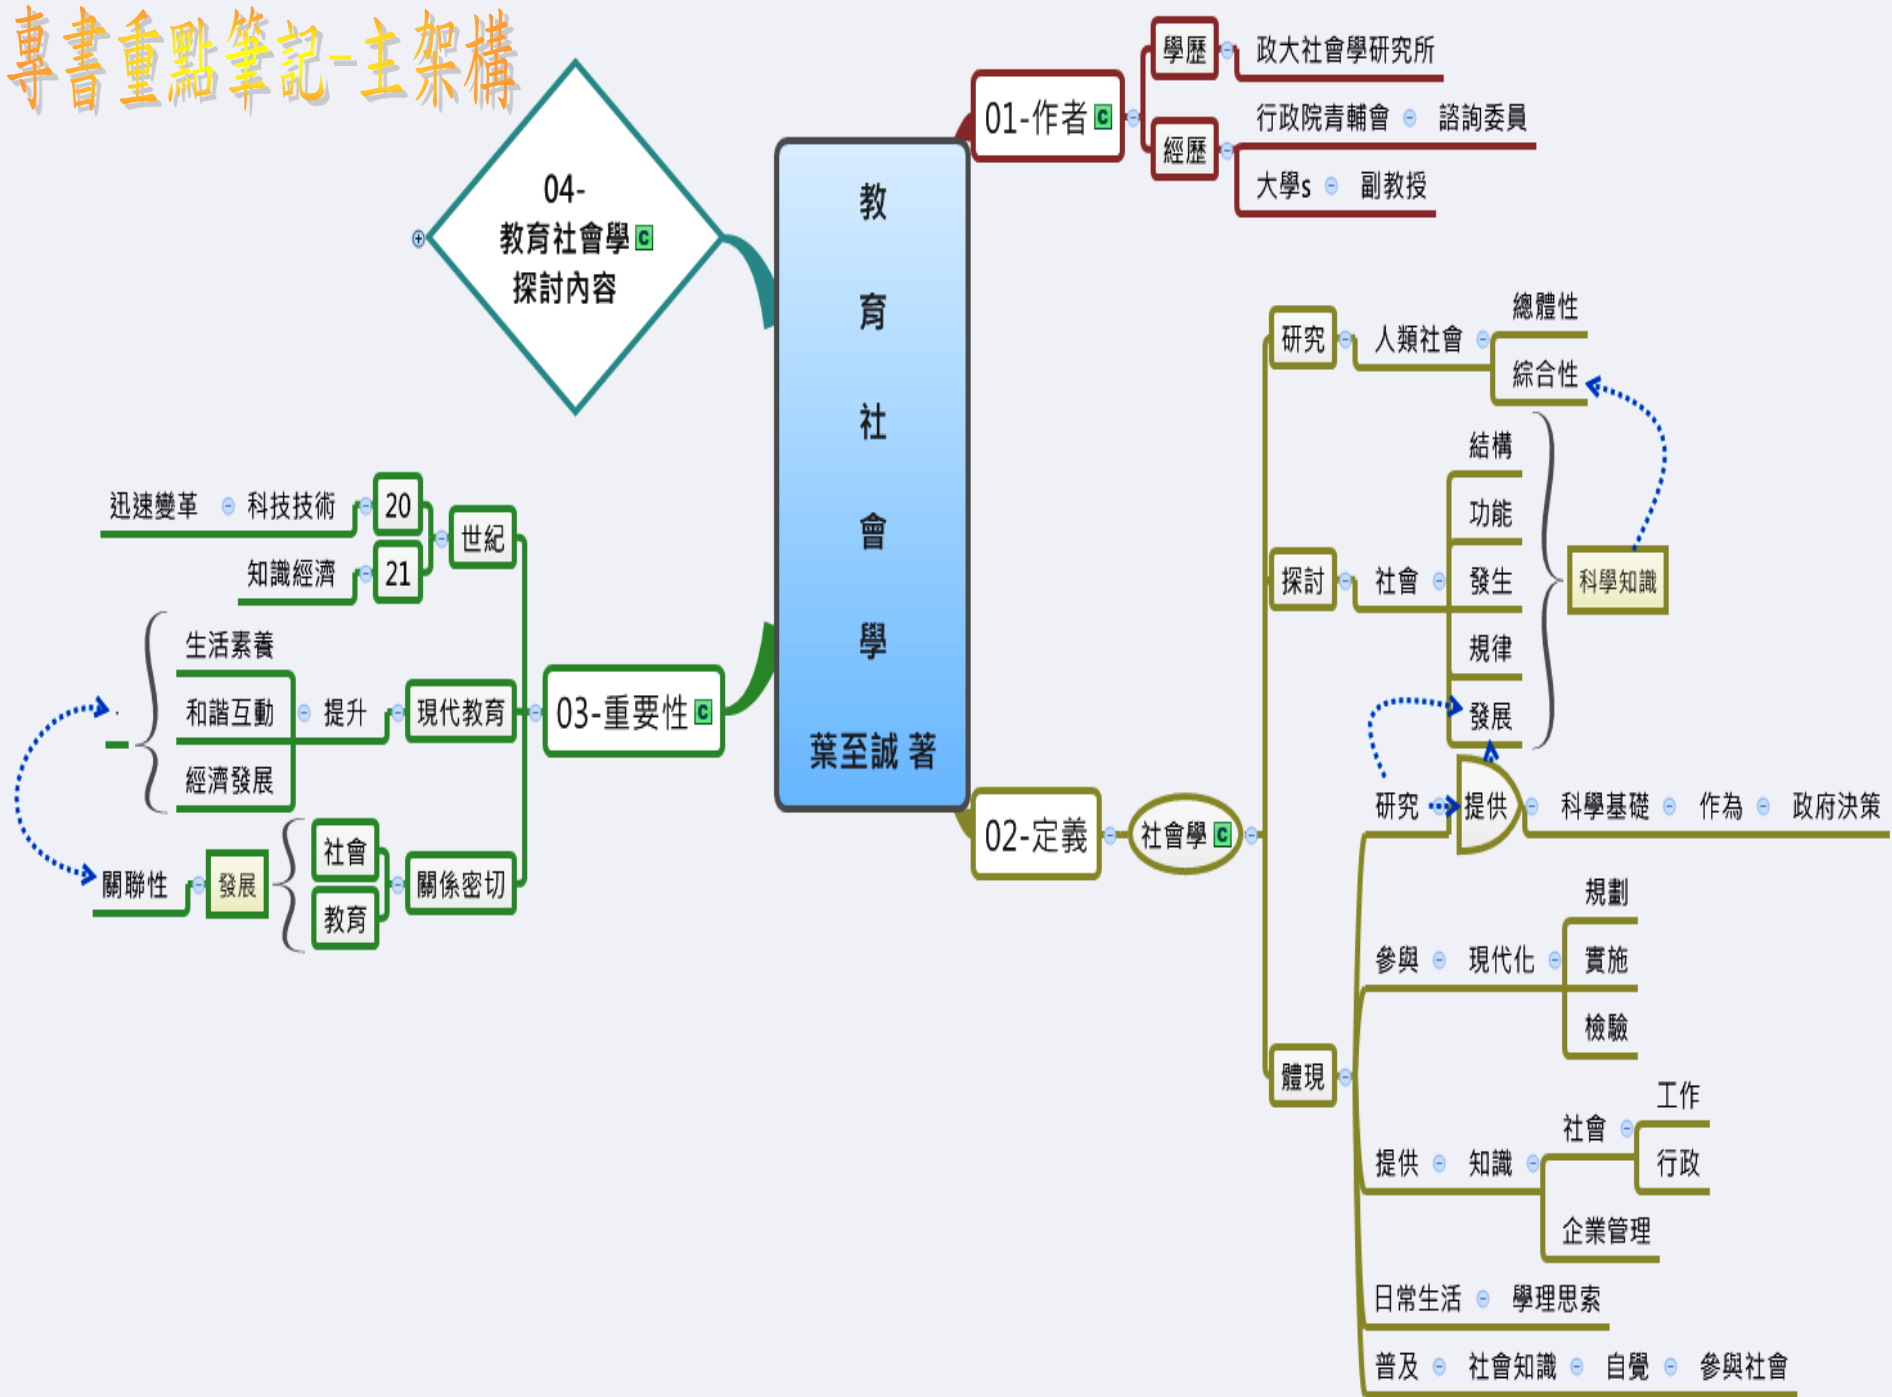 專書重點筆記-主架構
教
育
社
會
學
葉至誠 著
01-作者
學歷
政大社會學研究所
經歷
行政院青輔會
諮詢委員
大學s
副教授
02-定義
社會學
研究
人類社會
總體性
綜合性
探討
社會
結構
功能
發生
規律
發展
科學知識
體現
研究
提供
科學基礎
作為
政府決策
參與
現代化
規劃
實施
檢驗
提供
知識
社會
工作
行政
企業管理
日常生活
學理思索
普及
社會知識
自覺
參與社會
03-重要性
世紀
20
科技技術
迅速變革
21
知識經濟
現代教育
提升
生活素養
和諧互動
經濟發展
關係密切
社會
教育
發展
關聯性
04-
教育社會學
探討內容